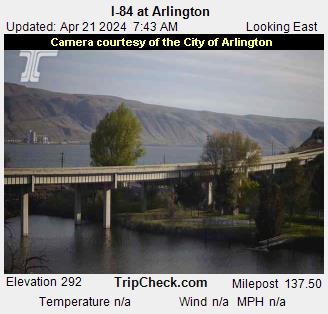 I-84 at Arlington
Updated: Apr 21 2024 7:43 AM Looking East
Camera courtesy of the City of Arlington
Elevation 292 TripCheck.com Milepost 137.50
Temperature n/a Wind n/a MPH n/a